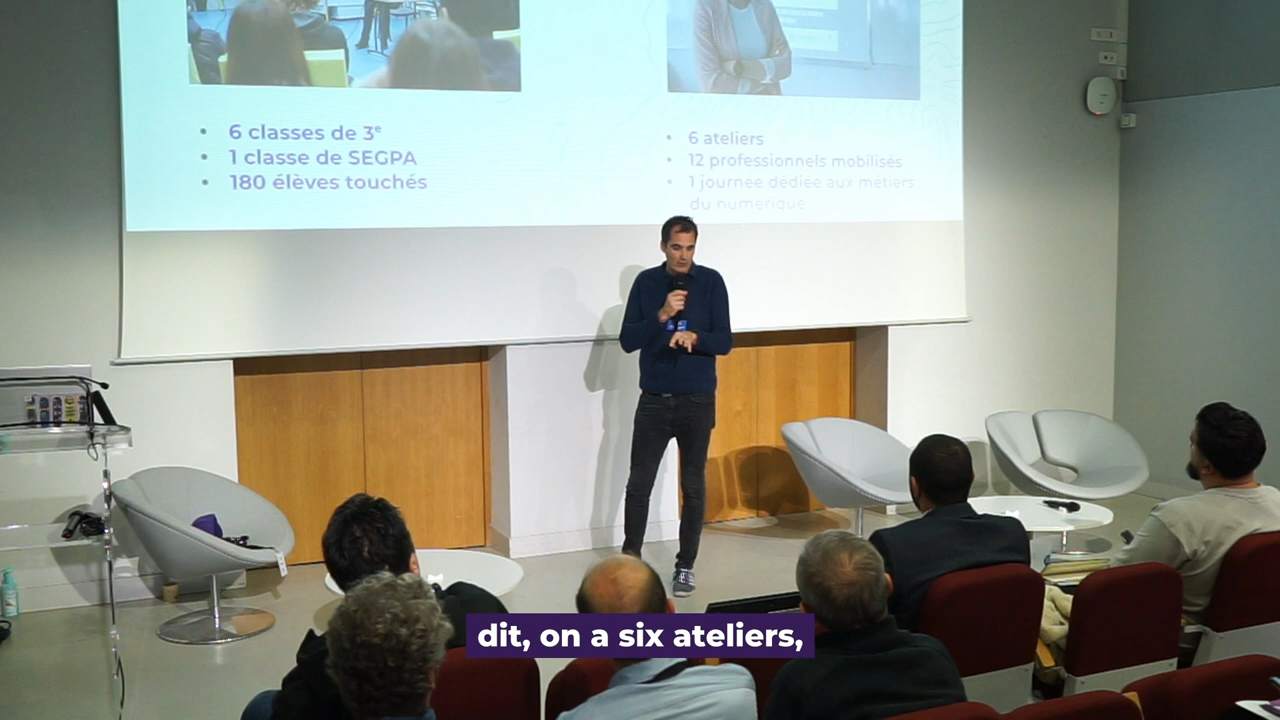 • 6 classes de 3ᵉ
• 1 classe de SEGPA
• 180 élèves touchés
• 6 ateliers
• 12 professionnels mobilisés
• 1 journée dédiée aux métiers
du numérique
dit, on a six ateliers,